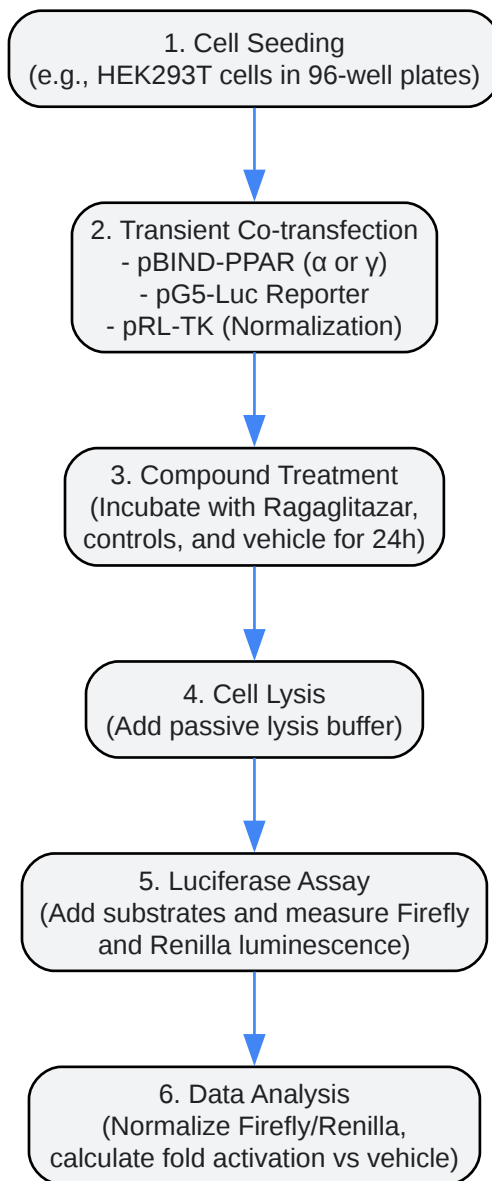 1. Cell Seeding
(e.g., HEK293T cells in 96-well plates)
2. Transient Co-transfection
- pBIND-PPAR (α or γ)
- pG5-Luc Reporter
- pRL-TK (Normalization)
3. Compound Treatment
(Incubate with Ragaglitazar,
controls, and vehicle for 24h)
4. Cell Lysis
(Add passive lysis buffer)
5. Luciferase Assay
(Add substrates and measure Firefly
and Renilla luminescence)
6. Data Analysis
(Normalize Firefly/Renilla,
calculate fold activation vs vehicle)